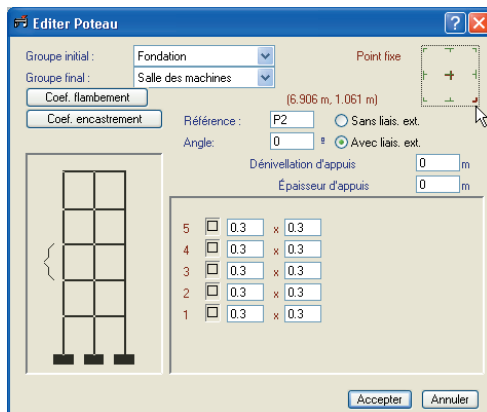 Editer Poteau
Groupe initial : Fondation Point fixe
Groupe final : Salle des machines
Coef. flambement (6.906 m, 1.061 m)
Coef. encastrement Référence : P2 Sans liais. ext.
Angle: 0 º Avec liais. ext.
Dénivellation d'appuis 0 m
Épaisseur d'appuis 0 m
5 0.3 x 0.3
4 0.3 x 0.3
3 0.3 x 0.3
2 0.3 x 0.3
1 0.3 x 0.3
Accepter Annuler